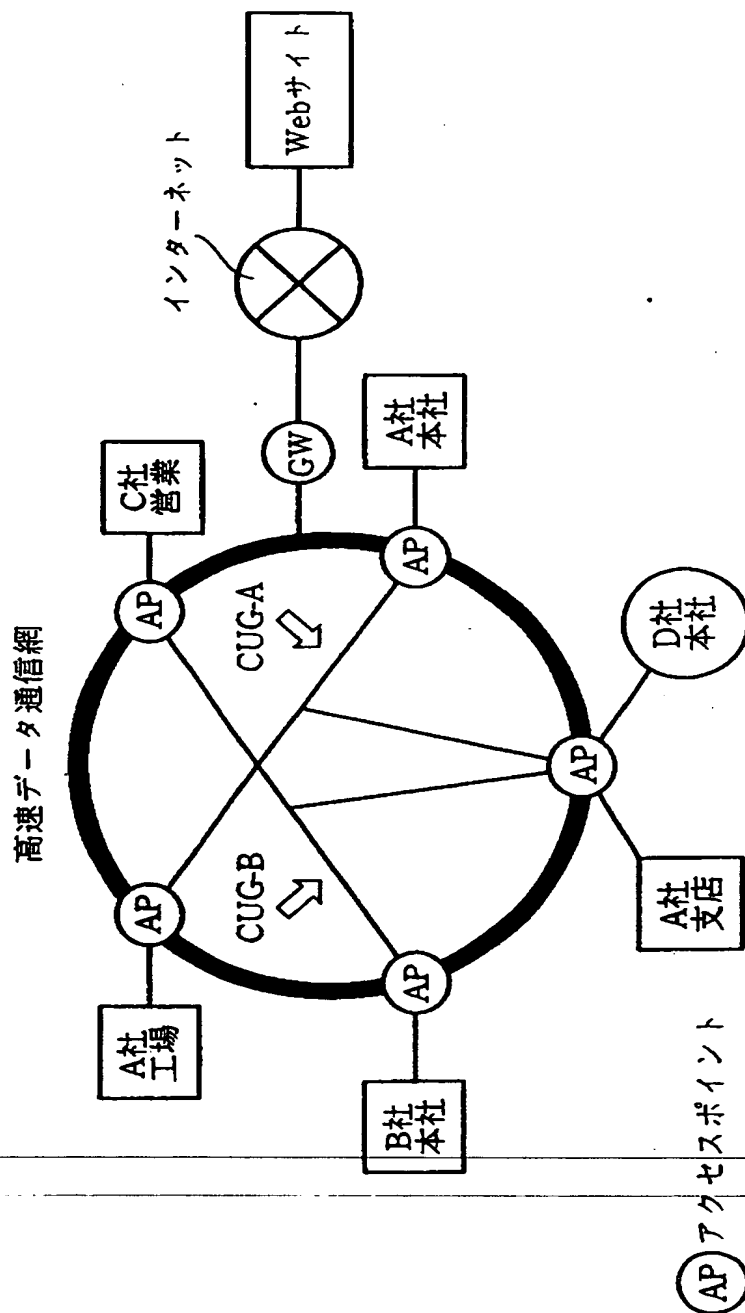 高速データ通信網
A社
工場
AP
C社
営業
AP
CUG-B
CUG-A
GW
インターネット
Webサイト
B社
本社
AP
AP
A社
本社
AP
A社
支店
D社
本社
AP アクセスポイント